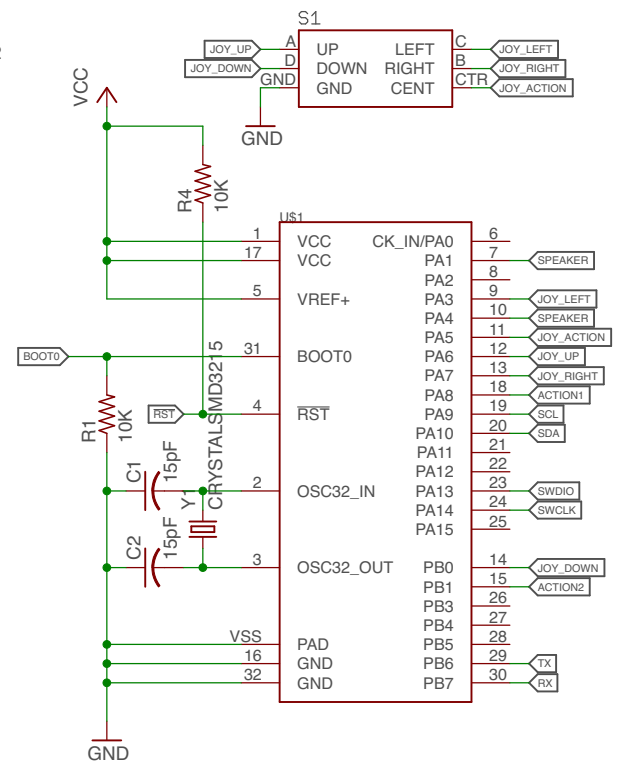 S1
JOY_UP A UP LEFT C JOY_LEFT
JOY_DOWN D DOWN RIGHT B JOY_RIGHT
GND GND CENT CTR JOY_ACTION
GND
VCC
R4 10K
U$1
1 VCC CK_IN/PA0 6
17 VCC PA1 7 SPEAKER
PA2 8
5 VREF+ PA3 9 JOY_LEFT
PA4 10 SPEAKER
PA5 11 JOY_ACTION
BOOT0 31 BOOT0 PA6 12 JOY_UP
PA7 13 JOY_RIGHT
PA8 18 ACTION1
R1 10K
RST 4 RST PA9 19 SCL
PA10 20 SDA
PA11 21
PA12 22
C1 15pF
Y1 CRYSTALSMD3215
2 OSC32_IN PA13 23 SWDIO
PA14 24 SWCLK
PA15 25
C2 15pF
3 OSC32_OUT PB0 14 JOY_DOWN
PB1 15 ACTION2
PB3 26
PB4 27
VSS PAD PB5 28
16 GND PB6 29 TX
32 GND PB7 30 RX
GND